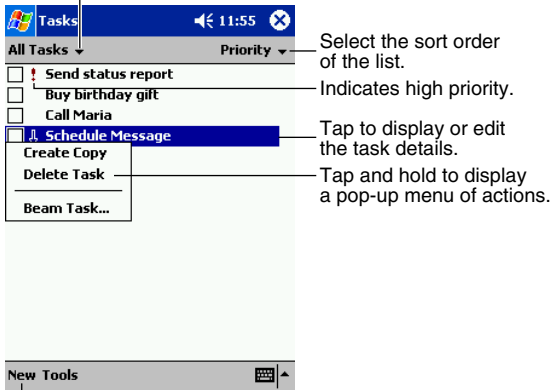 Tasks 11:55
All Tasks Priority
Select the sort order
of the list.
Send status report
Indicates high priority.
Buy birthday gift
Call Maria
Schedule Message
Tap to display or edit
the task details.
Create Copy
Delete Task
Tap and hold to display
a pop-up menu of actions.
Beam Task...
New Tools